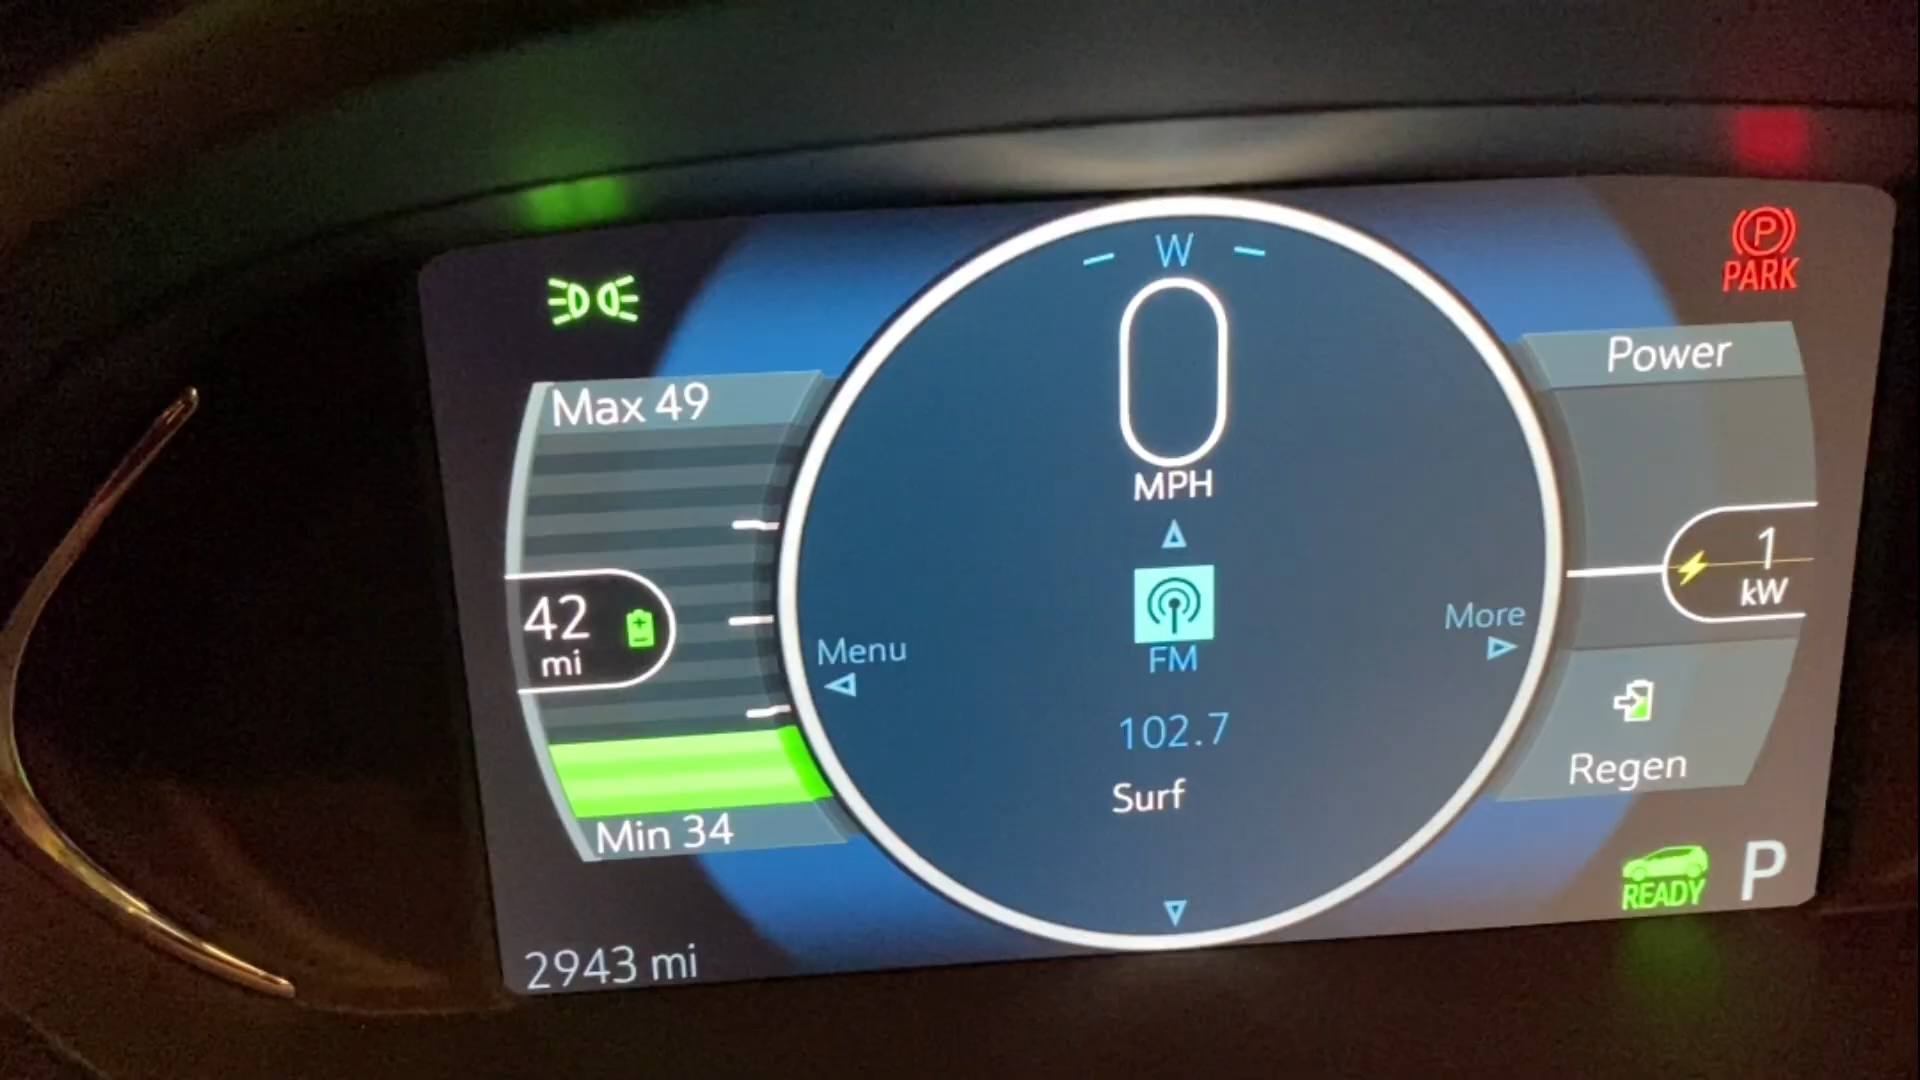 W
P
PARK
0
MPH
Power
Max 49
42
mi
1
kW
Menu
More
FM
102.7
Surf
Regen
Min 34
READY
P
2943 mi